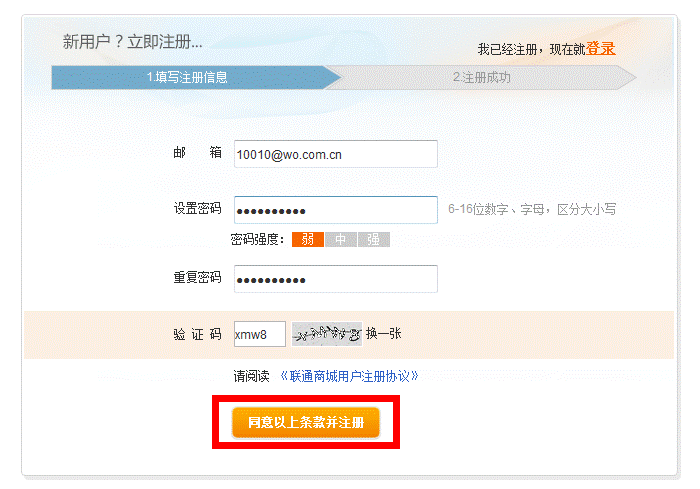 新用户？立即注册...
我已经注册，现在就登录
1.填写注册信息
2.注册成功
邮 箱 10010@wo.com.cn
设置密码 ●●●●●●●●●● 6-16位数字、字母，区分大小写
密码强度： 弱 中 强
重复密码 ●●●●●●●●●●
验 证 码 xmw8 换一张
请阅读 《联通商城用户注册协议》
同意以上条款并注册